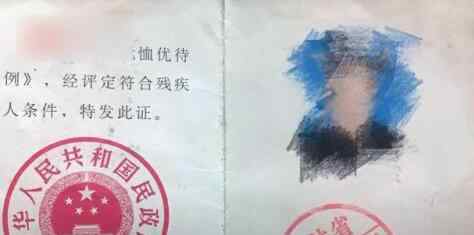 恤优待
例》，经评定符合残疾
人条件，特发此证。
华人民共和国民政
省